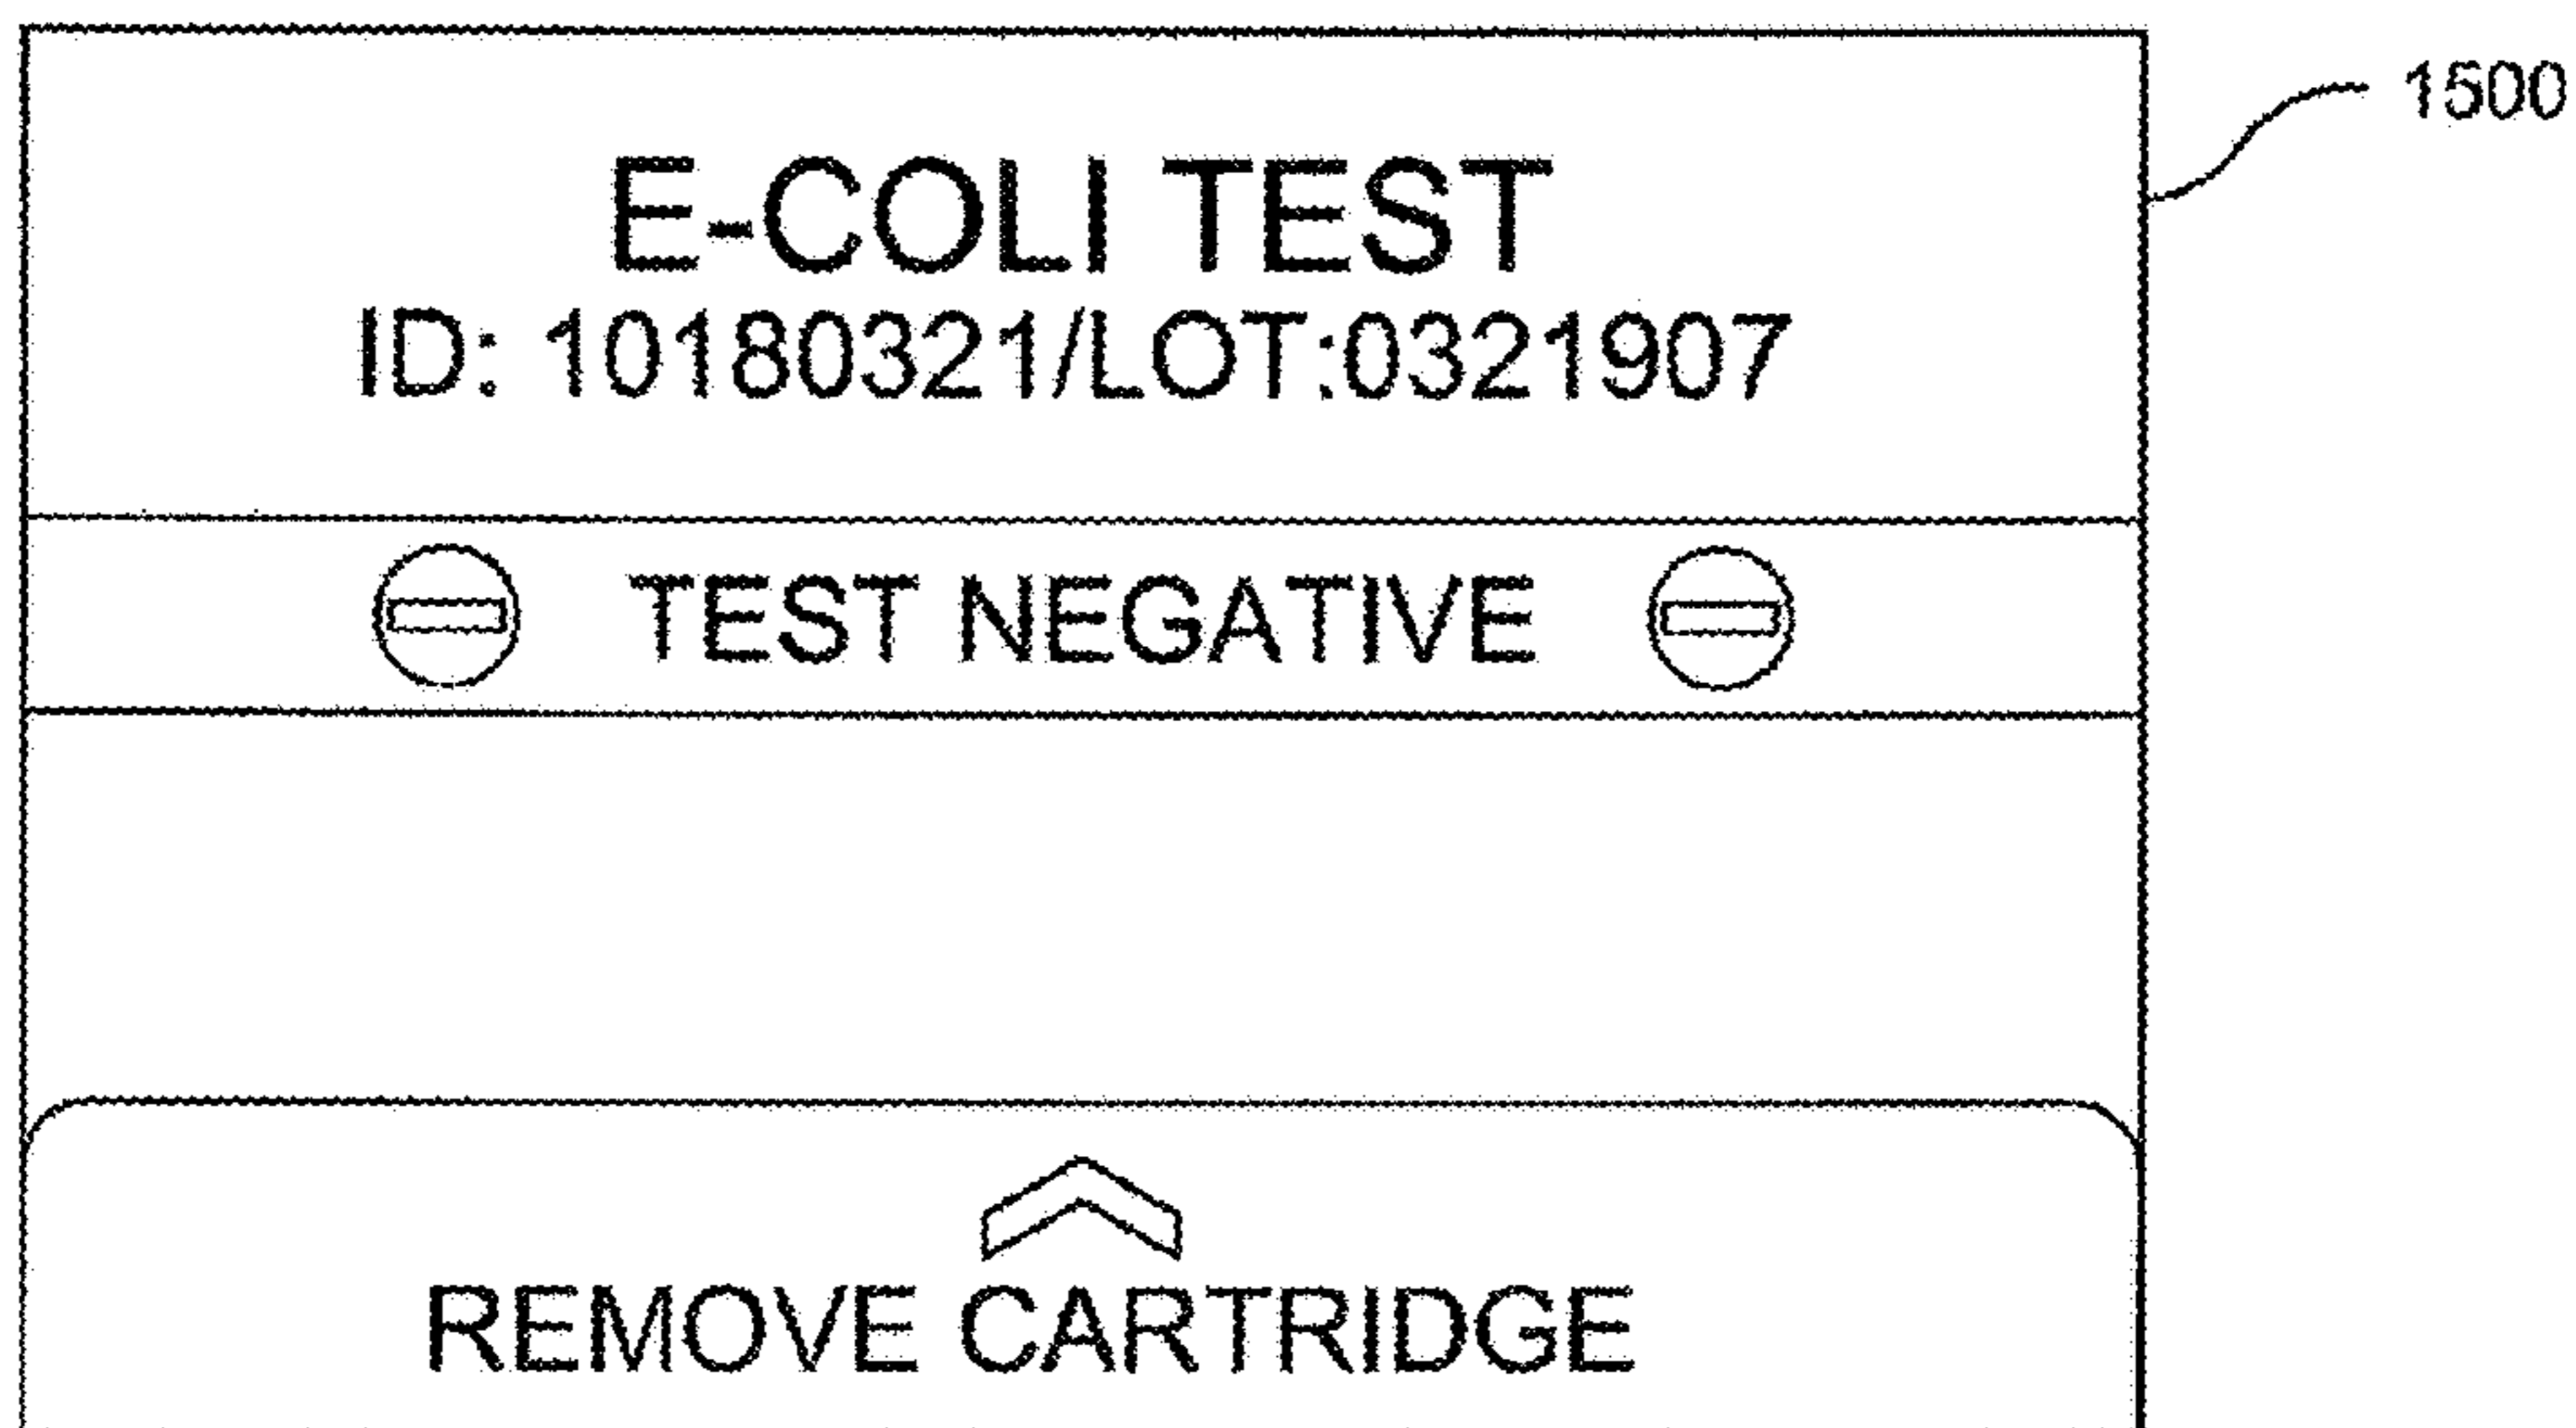 1500
E-COLI TEST
ID: 10180321/LOT:0321907
TEST NEGATIVE
REMOVE CARTRIDGE